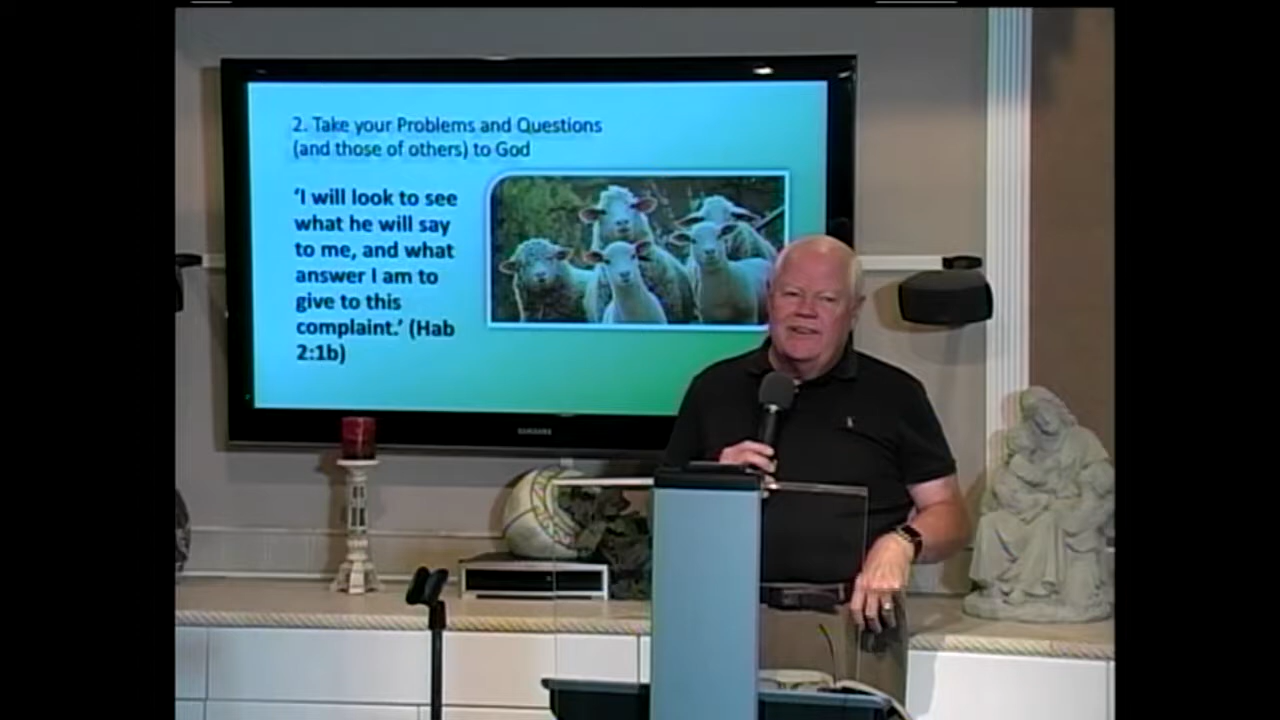 2. Take your Problems and Questions
(and those of others) to God
‘I will look to see
what he will say
to me, and what
answer I am to
give to this
complaint.’ (Hab
2:1b)
SAMSUNG